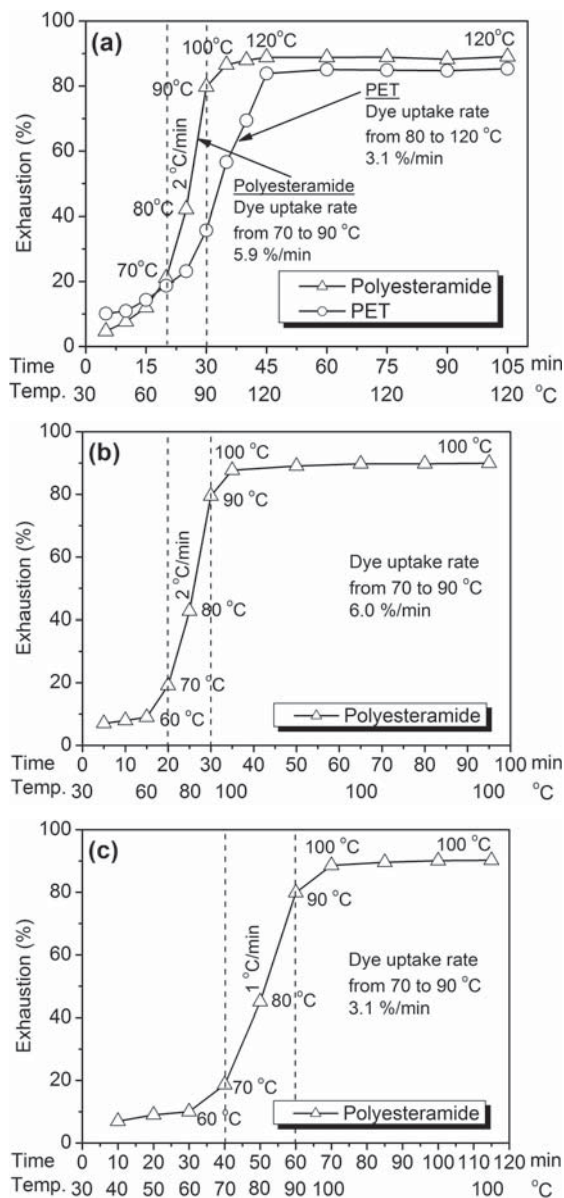 (a)
Exhaustion (%)
100
80
60
40
20
0
70°C
80°C
90°C
100°C
120°C
120°C
2 °C/min
PET
Dye uptake rate
from 80 to 120 °C
3.1 %/min
Polyesteramide
Dye uptake rate
from 70 to 90 °C
5.9 %/min
Polyesteramide
PET
Time 0 15 30 45 60 75 90 105 min
Temp. 30 60 90 120 120 120 °C
(b)
Exhaustion (%)
100
80
60
40
20
0
60 °C
70 °C
80 °C
90 °C
100 °C
100 °C
2 °C/min
Dye uptake rate
from 70 to 90 °C
6.0 %/min
Polyesteramide
Time 0 10 20 30 40 50 60 70 80 90 100 min
Temp. 30 60 80 100 100 100 °C
(c)
Exhaustion (%)
100
80
60
40
20
0
60 °C
70 °C
80 °C
90 °C
100 °C
100 °C
1 °C/min
Dye uptake rate
from 70 to 90 °C
3.1 %/min
Polyesteramide
Time 0 10 20 30 40 50 60 70 80 90 100 110 120 min
Temp. 30 40 50 60 70 80 90 100 100 °C